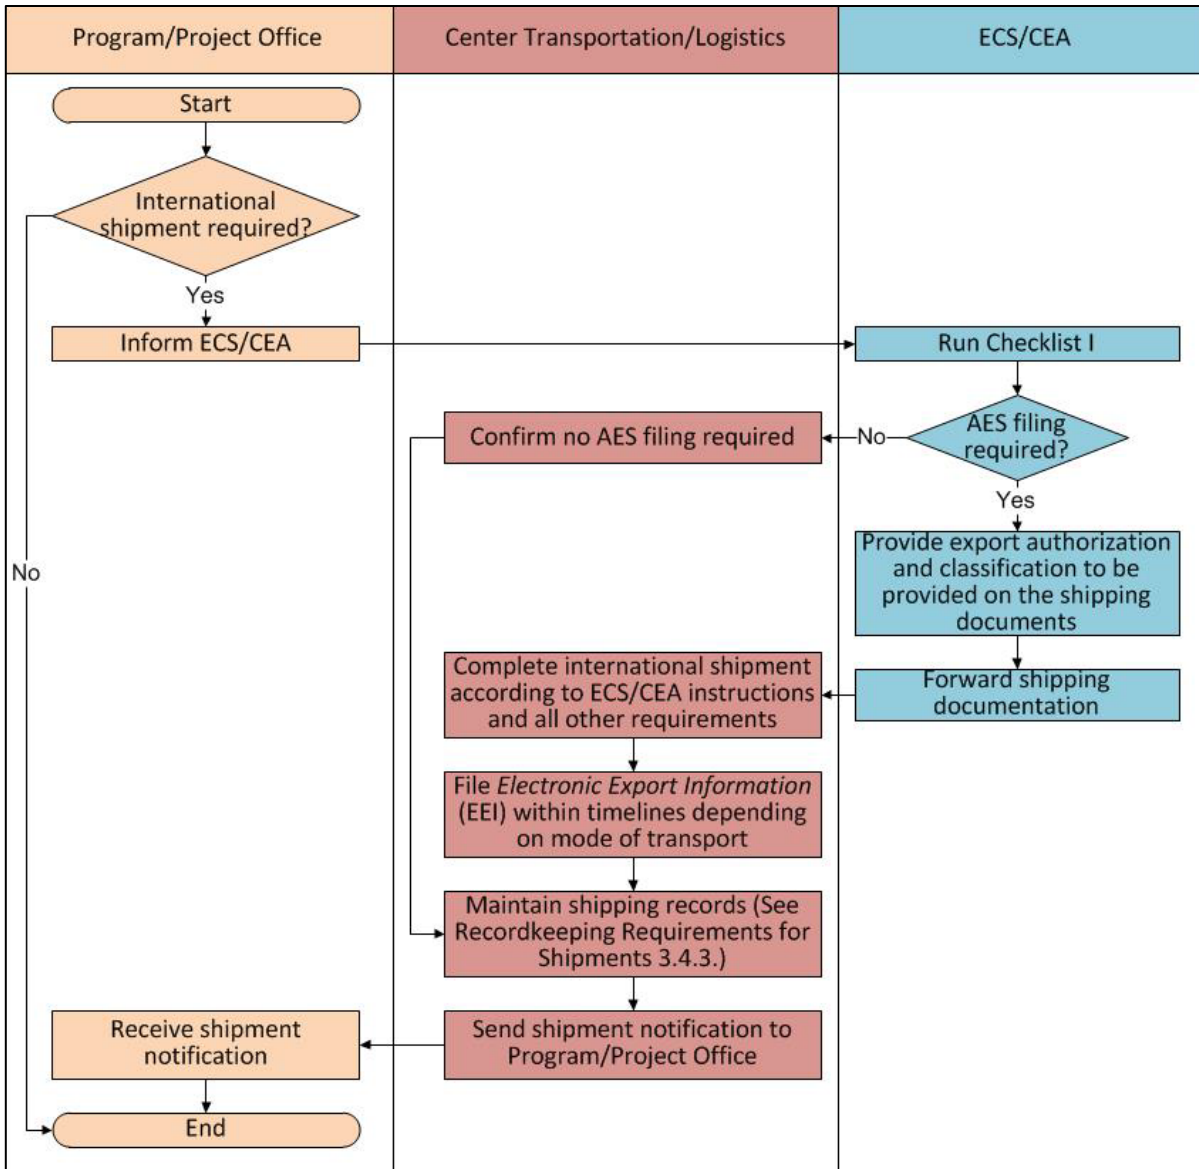 Program/Project Office
Center Transportation/Logistics
ECS/CEA
Start
International
shipment required?
Yes
Inform ECS/CEA
Run Checklist I
AES filing
required?
No
Confirm no AES filing required
Yes
Provide export authorization
and classification to be
provided on the shipping
documents
No
Forward shipping
documentation
Complete international shipment
according to ECS/CEA instructions
and all other requirements
File Electronic Export Information
(EEI) within timelines depending
on mode of transport
Maintain shipping records (See
Recordkeeping Requirements for
Shipments 3.4.3.)
Send shipment notification to
Program/Project Office
Receive shipment
notification
End